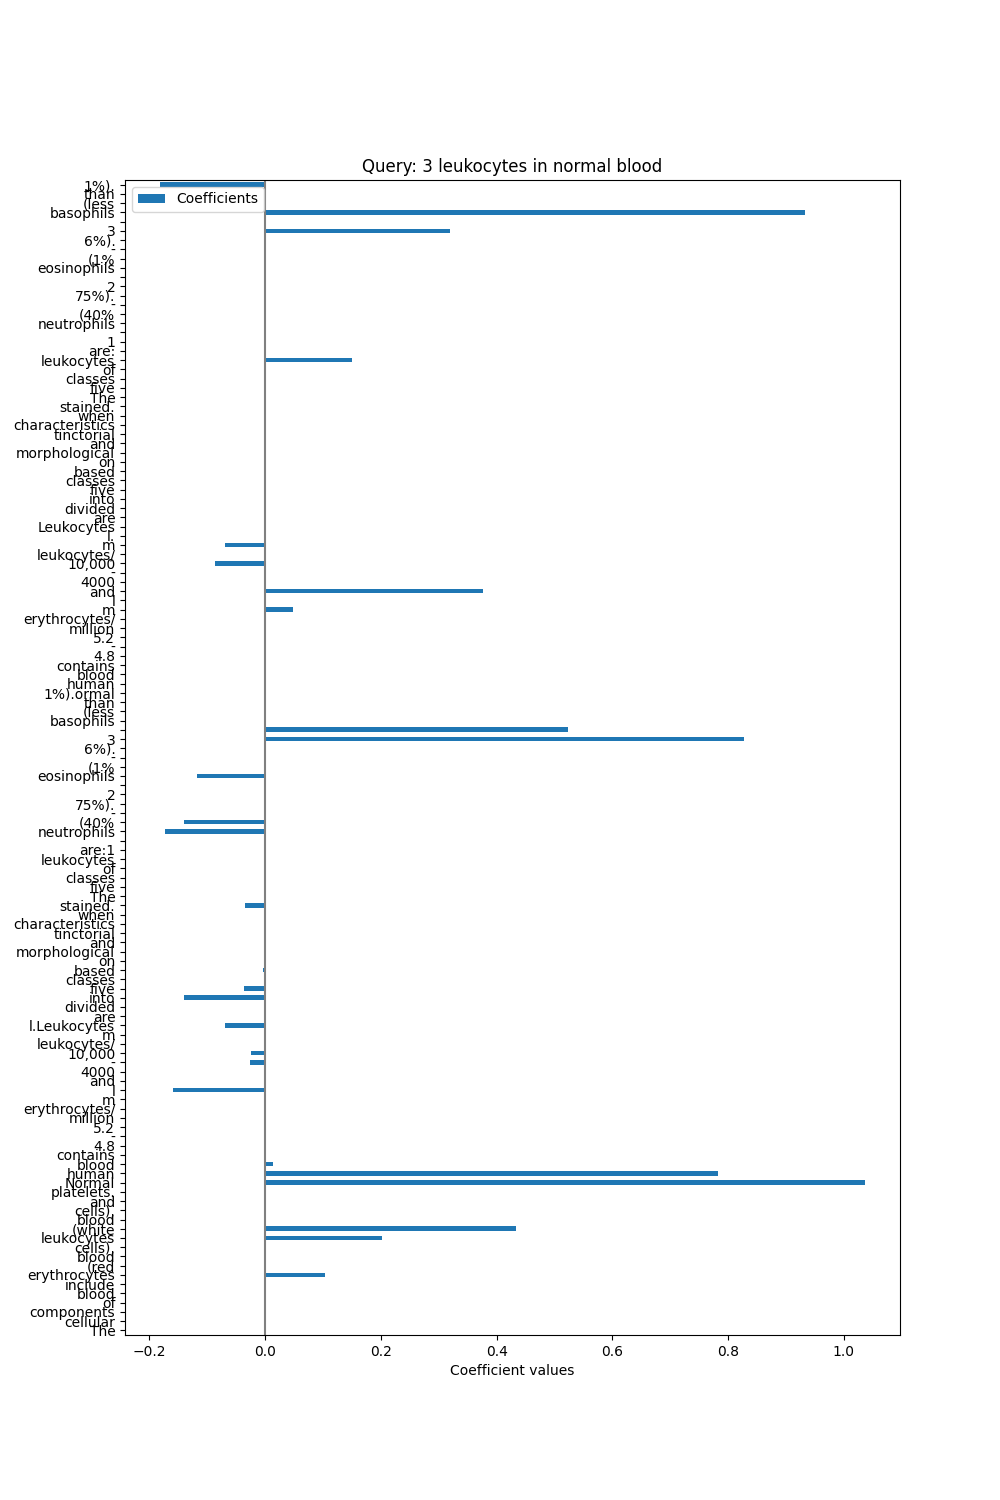 Query: 3 leukocytes in normal blood
Coefficients
1%).
than
(less
basophils
.
3
6%).
-
(1%
eosinophils
.
2
75%).
-
(40%
neutrophils
.
1
are:
leukocytes
of
classes
five
The
stained.
when
characteristics
tinctorial
and
morphological
on
based
classes
five
into
divided
are
Leukocytes
l.
m
leukocytes/
10,000
-
4000
and
l
m
erythrocytes/
million
5.2
-
4.8
contains
blood
human
1%).ormal
than
(less
basophils
.
3
6%).
-
(1%
eosinophils
.
2
75%).
-
(40%
neutrophils
.
are:1
leukocytes
of
classes
five
The
stained.
when
characteristics
tinctorial
and
morphological
on
based
classes
five
into
divided
are
l.Leukocytes
m
leukocytes/
10,000
-
4000
and
l
m
erythrocytes/
million
5.2
-
4.8
contains
blood
human
Normal
platelets.
and
cells),
blood
(white
leukocytes
cells),
blood
(red
erythrocytes
include
blood
of
components
cellular
The
−0.2 0.0 0.2 0.4 0.6 0.8 1.0
Coefficient values